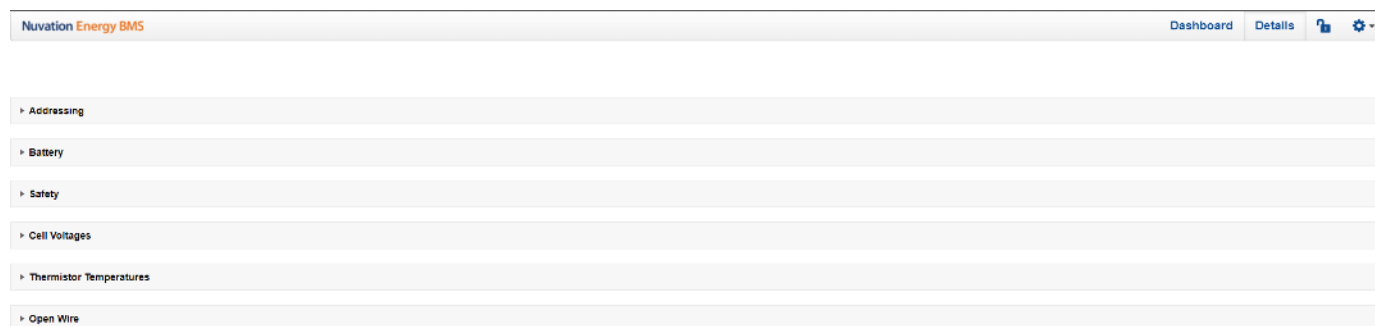 Nuvation Energy BMS
Dashboard Details
Addressing
Battery
Safety
Cell Voltages
Thermistor Temperatures
Open Wire